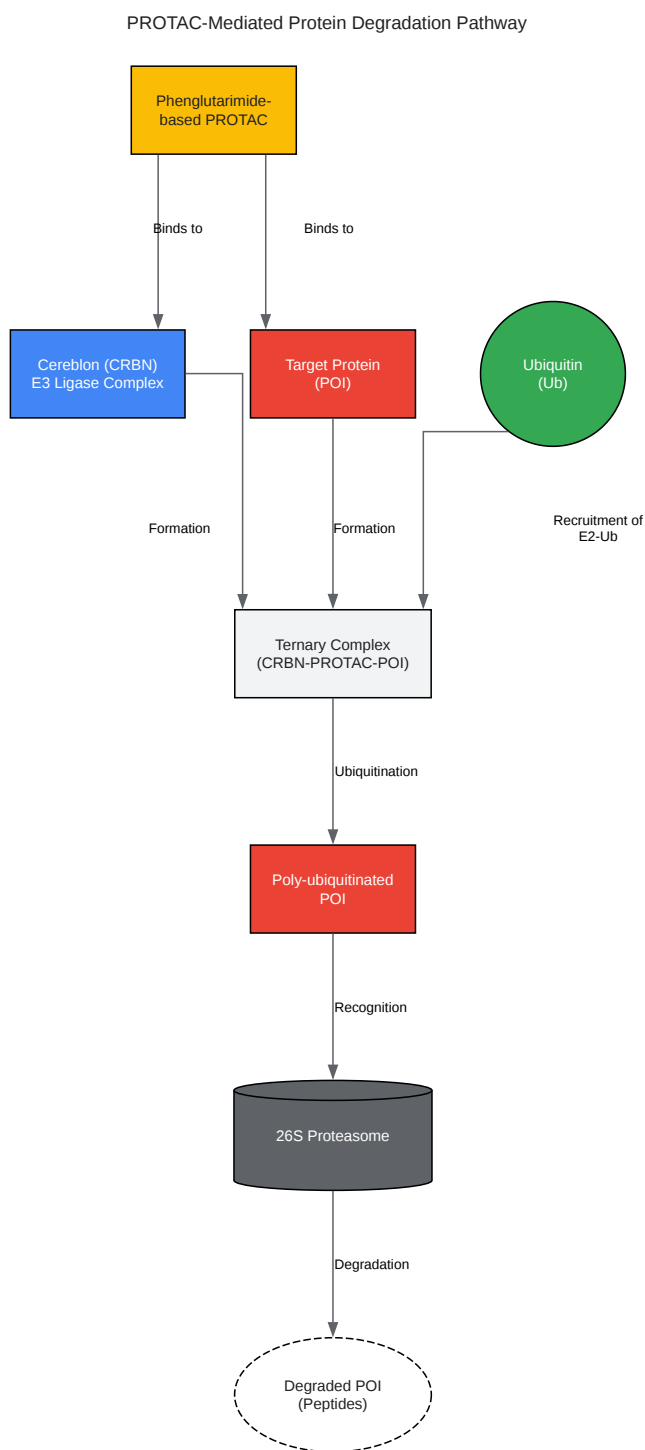 PROTAC-Mediated Protein Degradation Pathway
Phenglutarimide-
based PROTAC
Binds to
Binds to
Cereblon (CRBN)
E3 Ligase Complex
Target Protein
(POI)
Ubiquitin
(Ub)
Formation
Formation
Recruitment of
E2-Ub
Ternary Complex
(CRBN-PROTAC-POI)
Ubiquitination
Poly-ubiquitinated
POI
Recognition
26S Proteasome
Degradation
Degraded POI
(Peptides)